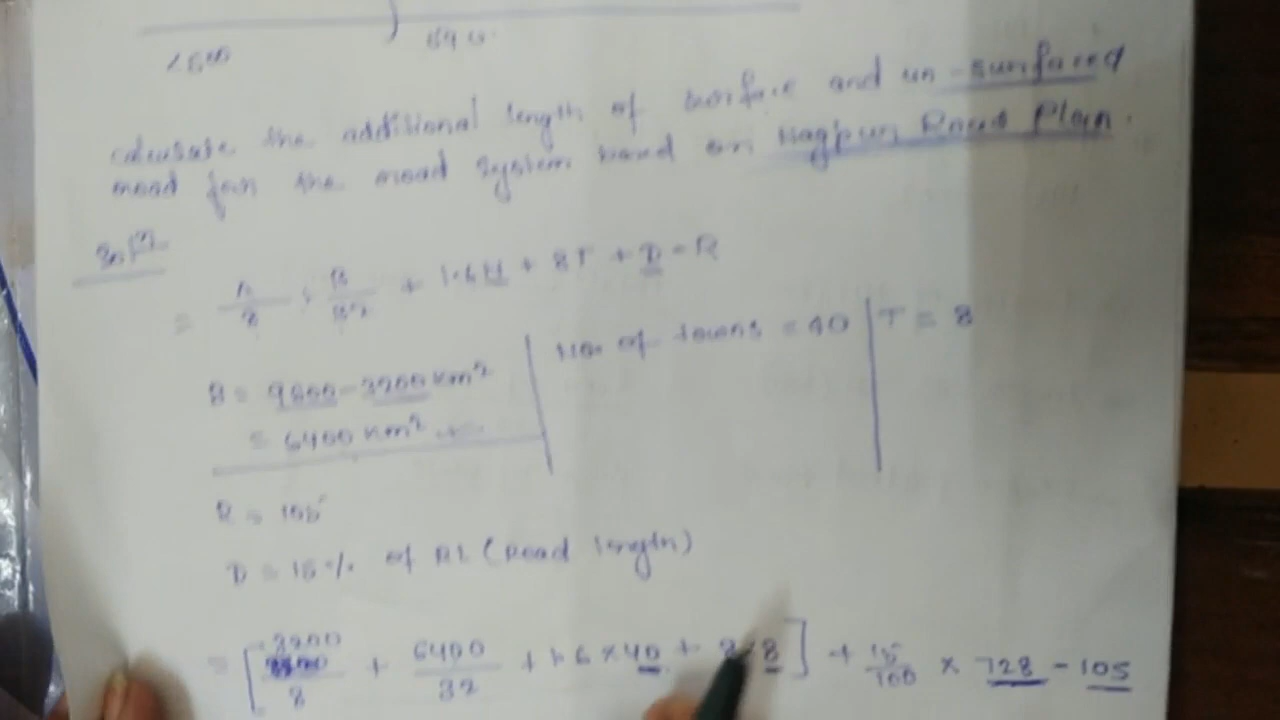 calculate the additional length of surface and un-surfaced
road for the road system based on Nagpur Road Plan.
Solⁿ
= A/8 + B/32 + 1.6N + 8T + D - R
B = 9600 - 3200 km²
= 6400 km²
No. of towns = 40 | T = 8
R = 105
D = 15% of RL (Road length)
= [3200/8 + 6400/32 + 1.6 × 40 + 8 × 8] + 15/100 × 728 - 105